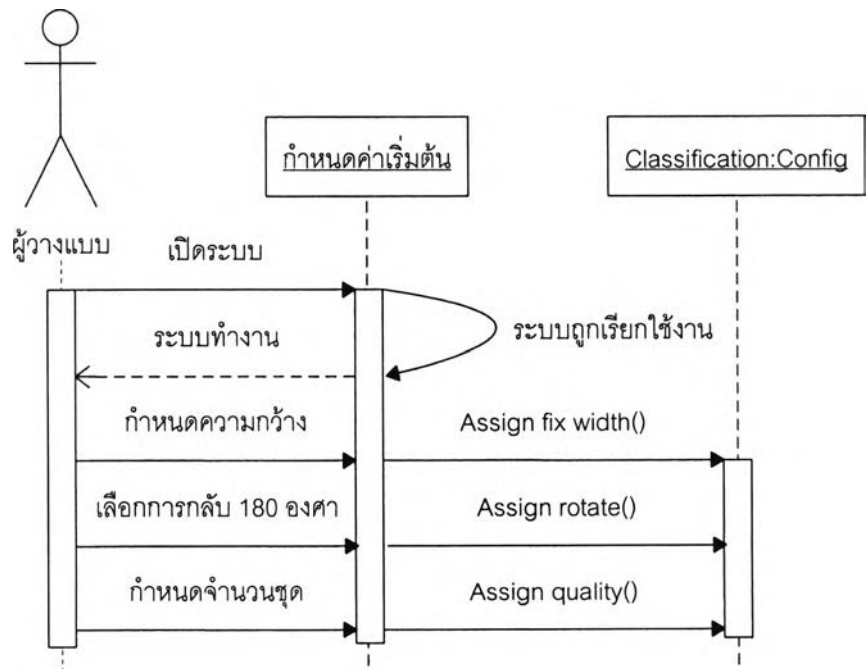 กำหนดค่าเริ่มต้น
Classification:Config
ผู้วางแบบ
เปิดระบบ
ระบบถูกเรียกใช้งาน
ระบบทำงาน
กำหนดความกว้าง
Assign fix width()
เลือกการกลับ 180 องศา
Assign rotate()
กำหนดจำนวนชุด
Assign quality()